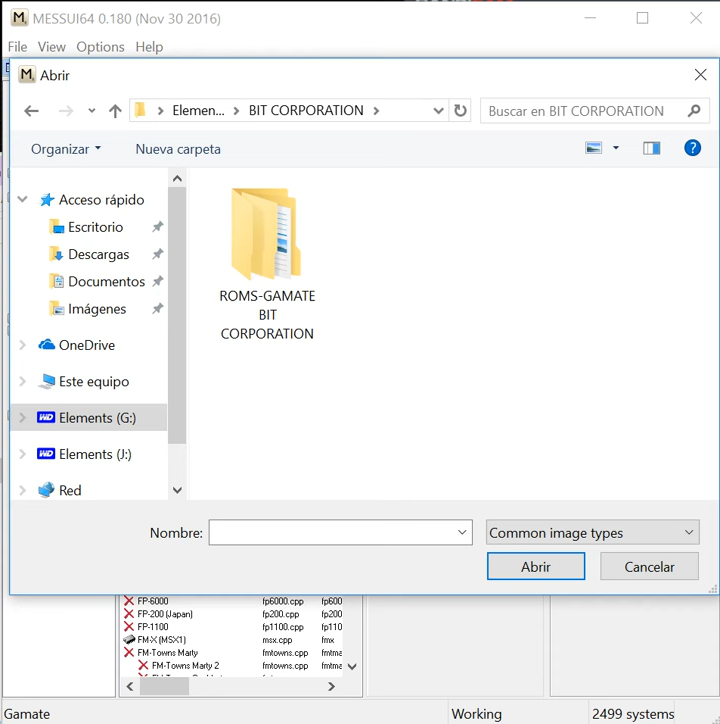 MESSUI64 0.180 (Nov 30 2016)
File View Options Help
Abrir
Elemen... BIT CORPORATION
Buscar en BIT CORPORATION
Organizar Nueva carpeta
Acceso rápido
Escritorio
Descargas
Documentos
Imágenes
OneDrive
Este equipo
WD Elements (G:)
WD Elements (J:)
Red
ROMS-GAMATE
BIT
CORPORATION
Nombre:
Common image types
Abrir Cancelar
FP-6000 fp6000.cpp fp600
FP-200 (Japan) fp200.cpp fp200
FP-1100 fp1100.cpp fp110
FM-X (MSX1) msx.cpp fmx
FM-Towns Marty fmtowns.cpp fmtma
FM-Towns Marty 2 fmtowns.cpp fmtma
Gamate Working 2499 systems